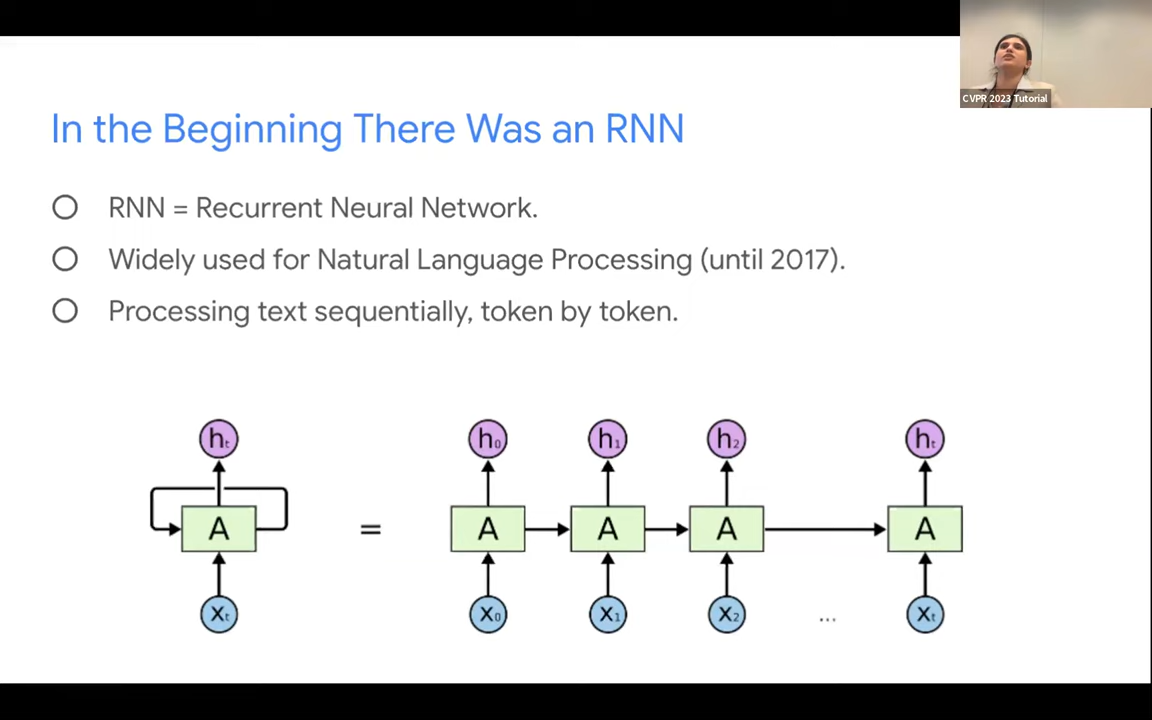 CVPR 2023 Tutorial
In the Beginning There Was an RNN
RNN = Recurrent Neural Network.
Widely used for Natural Language Processing (until 2017).
Processing text sequentially, token by token.
hₜ h₀ h₁ h₂ hₜ
A = A A A A
Xₜ X₀ X₁ X₂ ... Xₜ